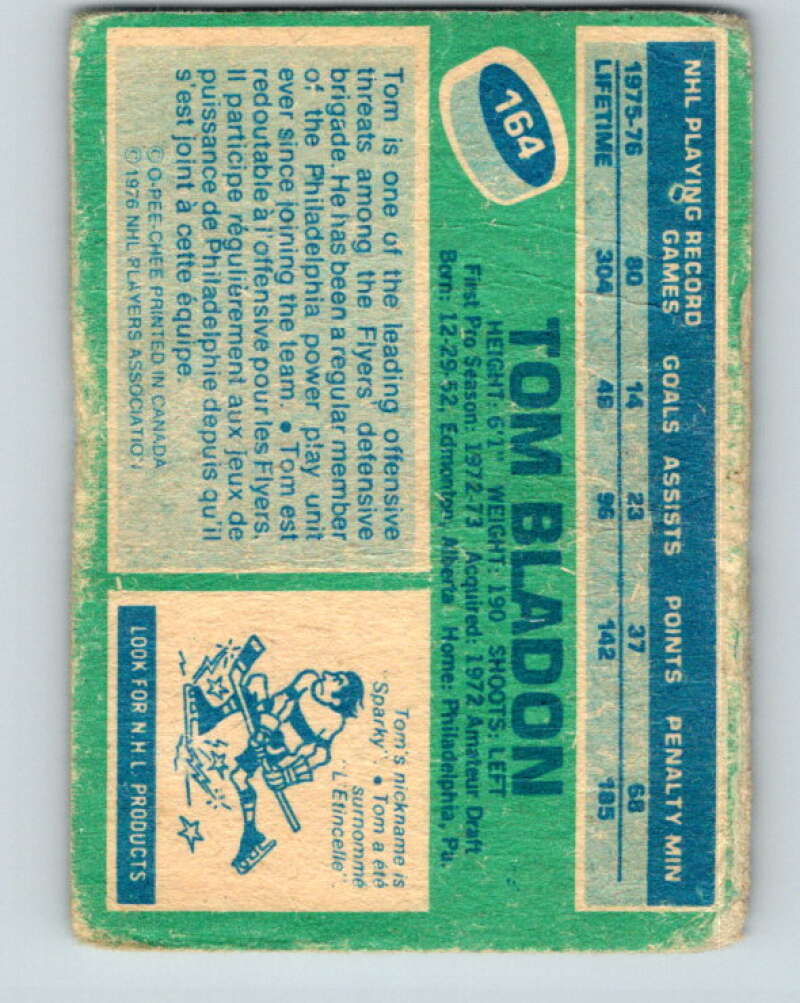 NHL PLAYING RECORD
GAMES GOALS ASSISTS POINTS PENALTY MIN
1975-76 80 14 23 37 68
LIFETIME 304 46 96 142 185
164
TOM BLADON
HEIGHT: 6'1" WEIGHT: 190 SHOOTS: LEFT
First Pro Season: 1972-73 Acquired: 1972 Amateur Draft
Born: 12-29-52, Edmonton, Alberta Home: Philadelphia, Pa.
Tom is one of the leading offensive
threats among the Flyers' defensive
brigade. He has been a regular member
of the Philadelphia power play unit
ever since joining the team. • Tom est
redoutable à l'offensive pour les Flyers.
Il participe régulièrement aux jeux de
puissance de Philadelphie depuis qu'il
s'est joint à cette équipe.
© O-PEE-CHEE PRINTED IN CANADA
© 1976 NHL PLAYERS ASSOCIATION
Tom's nickname is
"Sparky". • Tom a été
surnommé
"L'Etincelle".
LOOK FOR N.H.L. PRODUCTS